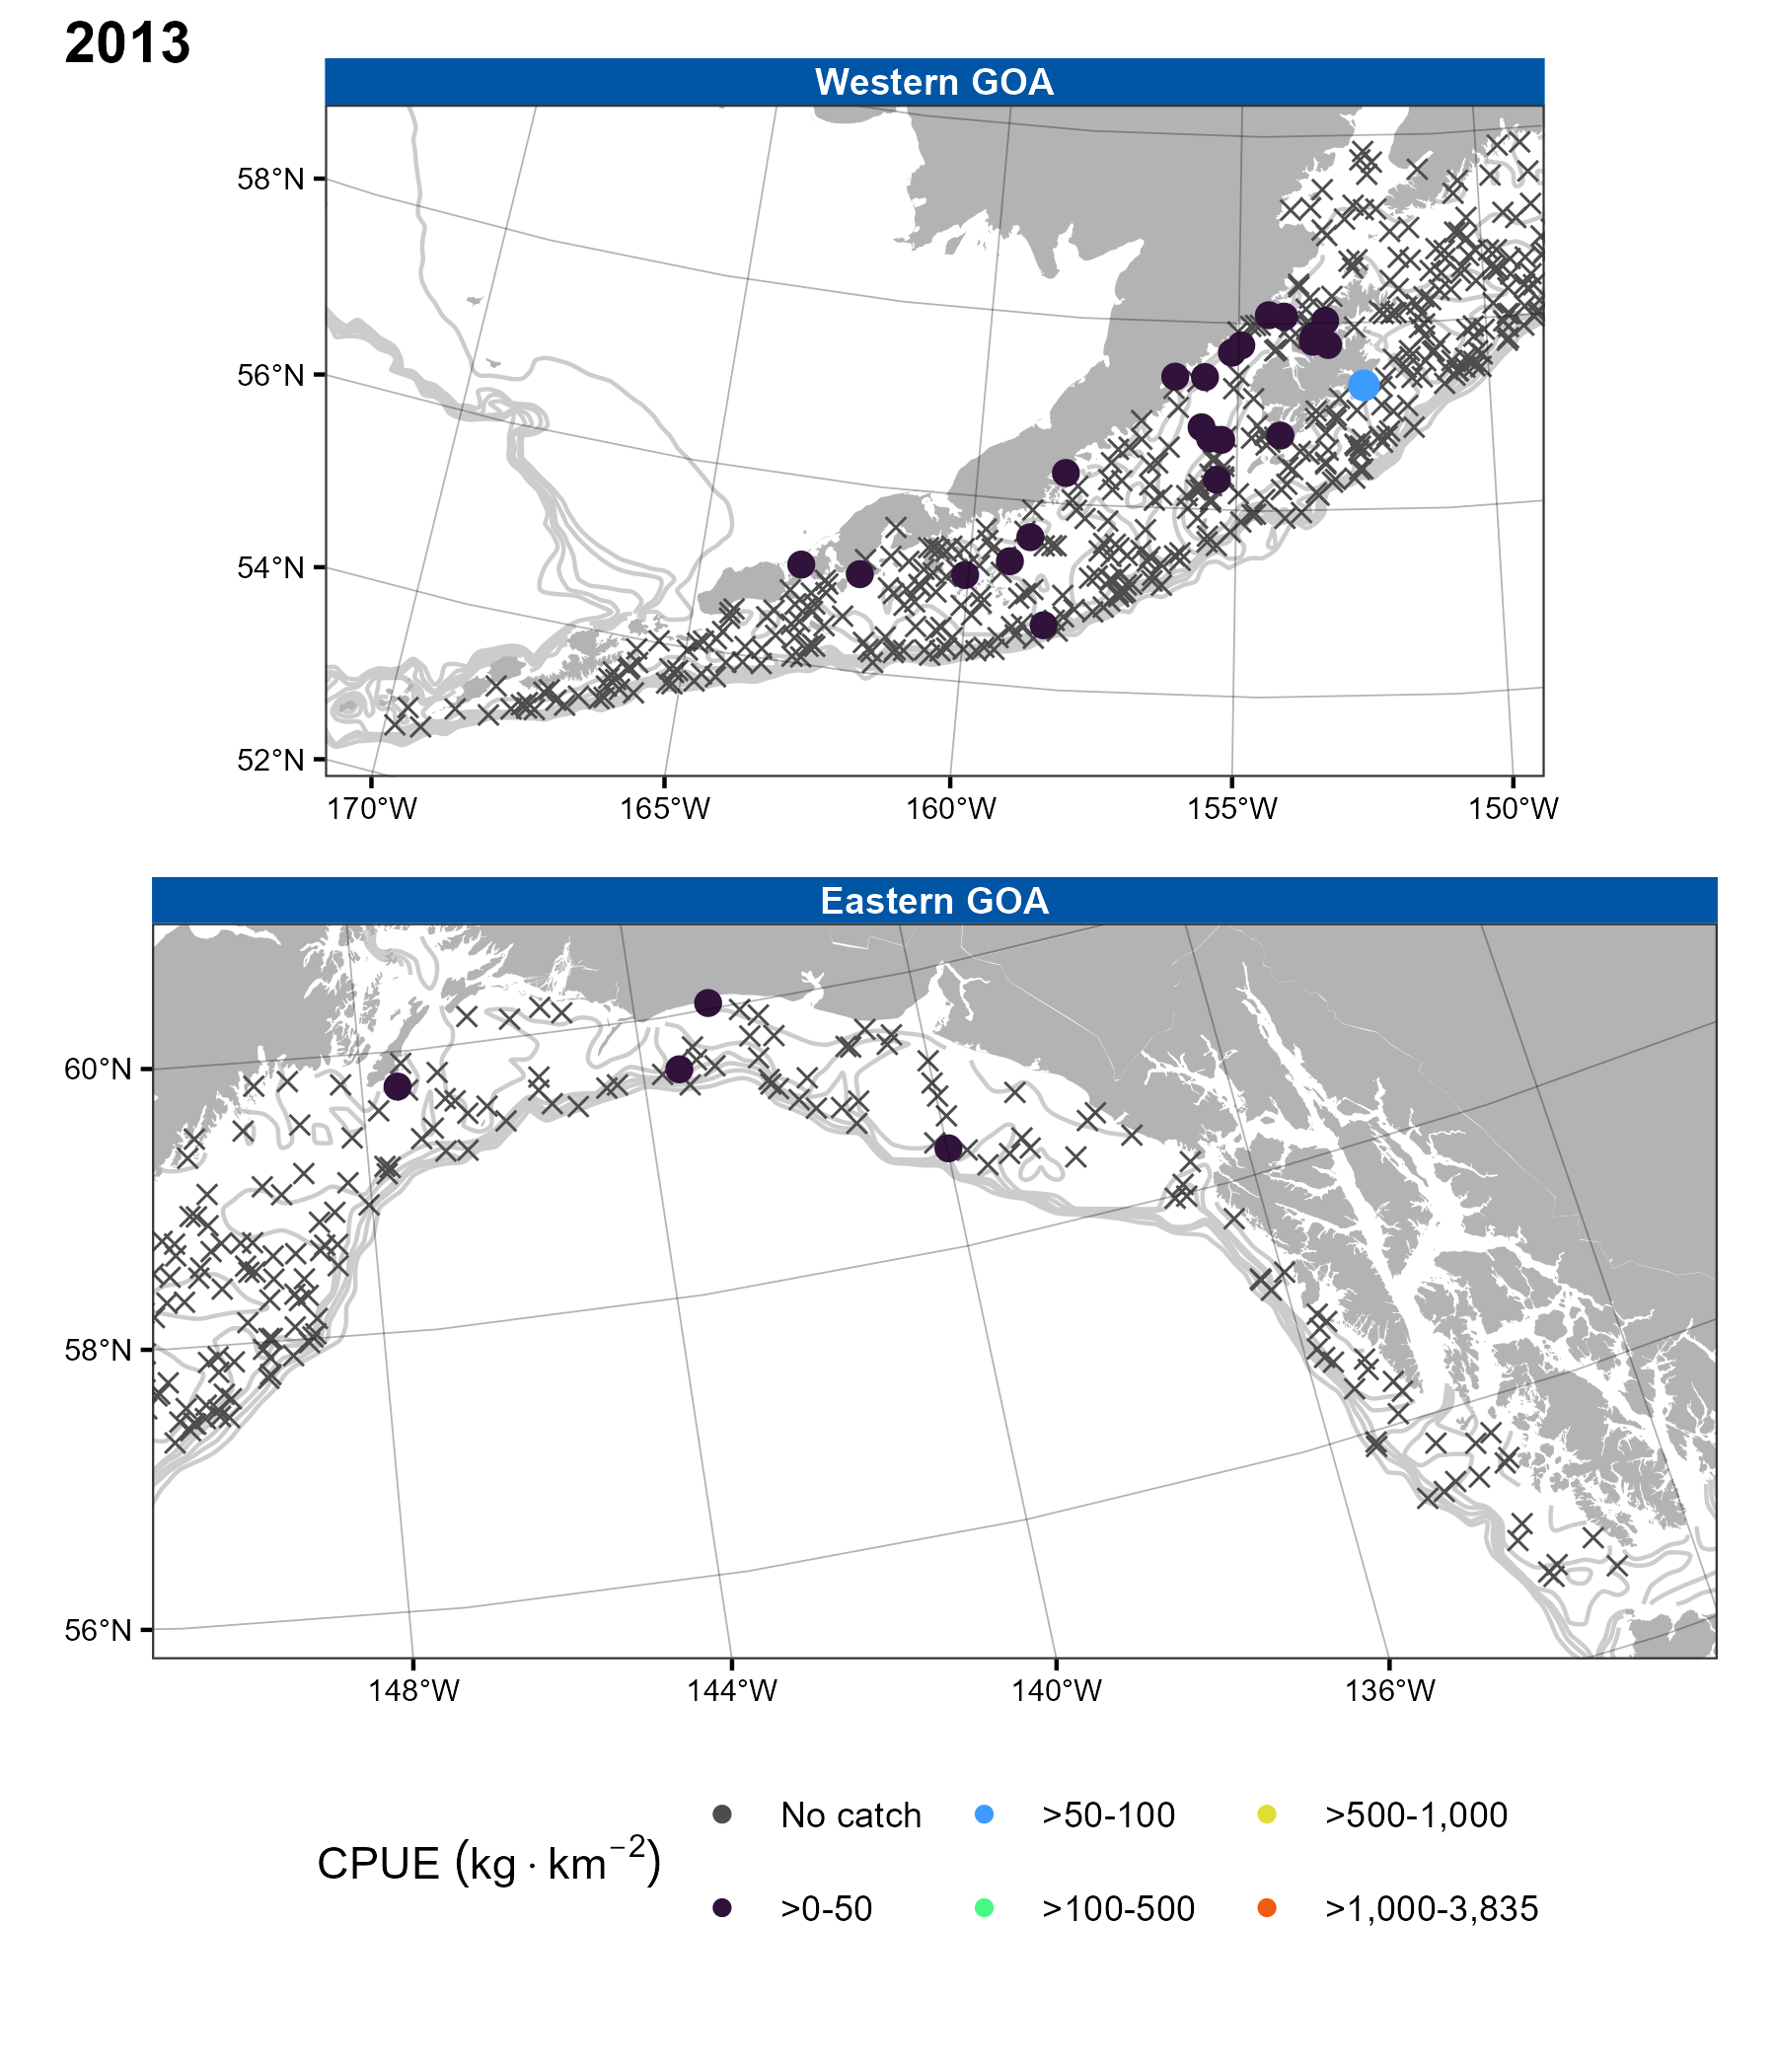 2013
Western GOA
58°N
56°N
54°N
52°N
170°W 165°W 160°W 155°W 150°W
Eastern GOA
60°N
58°N
56°N
148°W 144°W 140°W 136°W
CPUE (kg · km⁻²)
No catch >50-100 >500-1,000
>0-50 >100-500 >1,000-3,835